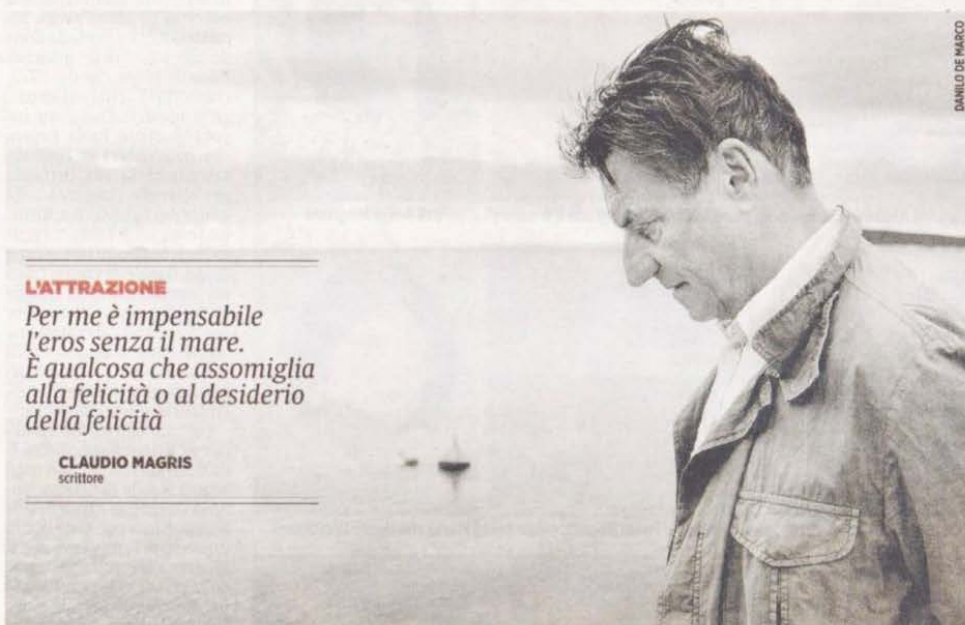 DANILO DE MARCO
L'ATTRAZIONE
Per me è impensabile
l'eros senza il mare.
È qualcosa che assomiglia
alla felicità o al desiderio
della felicità
CLAUDIO MAGRIS
scrittore